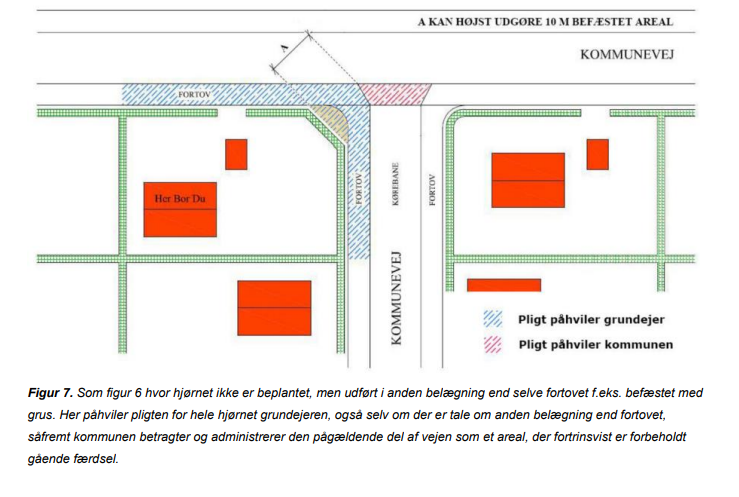 A KAN HØJST UDGØRE 10 M BEFÆSTET AREAL
KOMMUNEVEJ
A
FORTOV
FORTOV
KØREBANE
FORTOV
Her Bor Du
KOMMUNEVEJ
Pligt påhviler grundejer
Pligt påhviler kommunen
Figur 7. Som figur 6 hvor hjørnet ikke er beplantet, men udført i anden belægning end selve fortovet f.eks. befæstet med
grus. Her påhviler pligten for hele hjørnet grundejeren, også selv om der er tale om anden belægning end fortovet,
såfremt kommunen betragter og administrerer den pågældende del af vejen som et areal, der fortrinsvist er forbeholdt
gående færdsel.